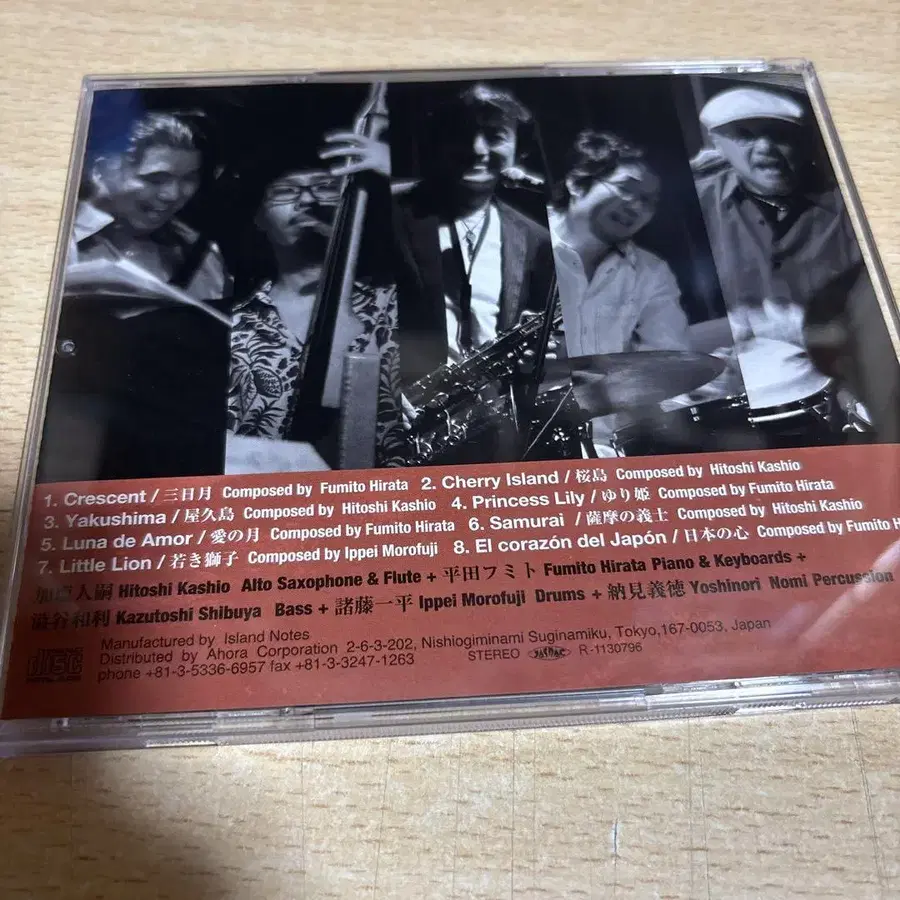 1. Crescent / 三日月 Composed by Fumito Hirata 2. Cherry Island / 桜島 Composed by Hitoshi Kashio
3. Yakushima / 屋久島 Composed by Hitoshi Kashio 4. Princess Lily / ゆり姫 Composed by Fumito Hirata
5. Luna de Amor / 愛の月 Composed by Fumito Hirata 6. Samurai / 薩摩の義士 Composed by Hitoshi Kashio
7. Little Lion / 若き獅子 Composed by Ippei Morofuji 8. El corazón del Japón / 日本の心 Composed by Fumito
Hitoshi Kashio Alto Saxophone & Flute + 平田フミト Fumito Hirata Piano & Keyboards +
澁谷和利 Kazutoshi Shibuya Bass + 諸藤一平 Ippei Morofuji Drums + 納見義徳 Yoshinori Nomi Percussion
Manufactured by Island Notes
Distributed by Ahora Corporation 2-6-3-202, Nishiogiminami Suginamiku, Tokyo,167-0053, Japan
phone +81-3-5336-6957 fax +81-3-3247-1263 STEREO JASRAC R-1130796
disc